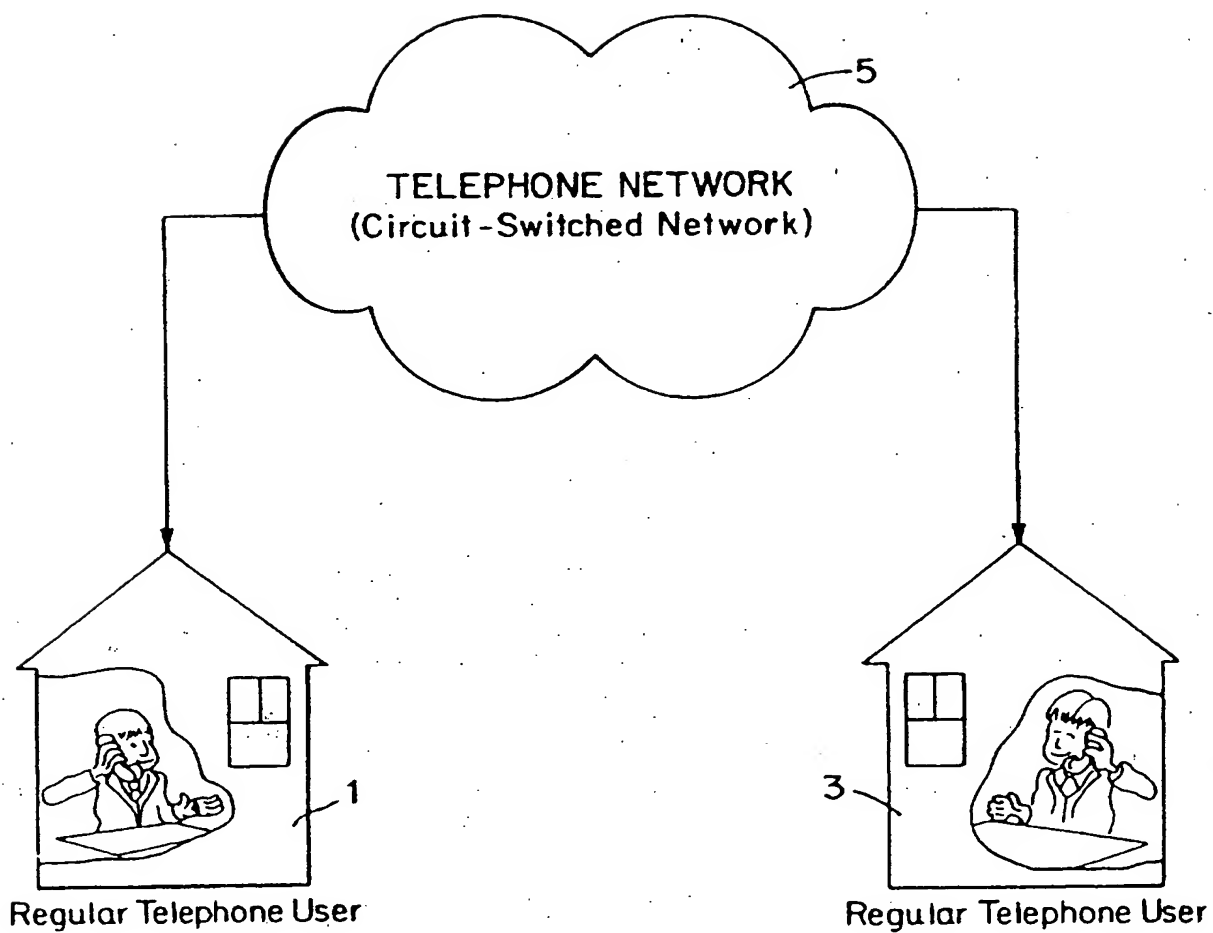 5
TELEPHONE NETWORK
(Circuit-Switched Network)
1
3
Regular Telephone User
Regular Telephone User